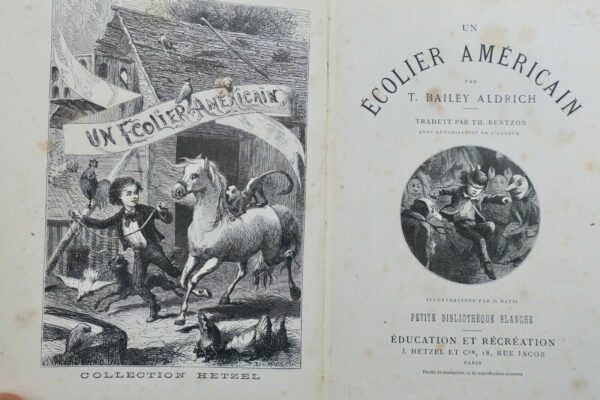 UN ÉCOLIER AMÉRICAIN
COLLECTION HETZEL
UN
ÉCOLIER AMÉRICAIN
PAR
T. BAILEY ALDRICH
TRADUIT PAR TH. BENTZON
AVEC AUTORISATION DE L'AUTEUR
ILLUSTRATIONS PAR J. DAVIS
PETITE BIBLIOTHÈQUE BLANCHE
ÉDUCATION ET RÉCRÉATION
J. HETZEL ET Cie, 18, RUE JACOB
PARIS
Droits de traduction et de reproduction réservés